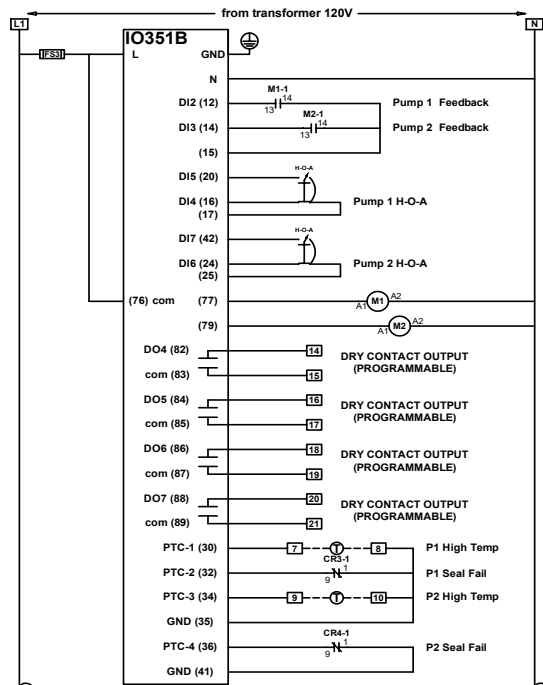 from transformer 120V
L1
N
IO351B
FS3
L
GND
N
M1-1
DI2 (12)
13
14
Pump 1 Feedback
M2-1
DI3 (14)
13
14
Pump 2 Feedback
(15)
H-O-A
DI5 (20)
DI4 (16)
Pump 1 H-O-A
(17)
H-O-A
DI7 (42)
DI6 (24)
Pump 2 H-O-A
(25)
(76) com
(77)
A1
M1
A2
(79)
A1
M2
A2
DO4 (82)
14
DRY CONTACT OUTPUT
(PROGRAMMABLE)
com (83)
15
DO5 (84)
16
DRY CONTACT OUTPUT
(PROGRAMMABLE)
com (85)
17
DO6 (86)
18
DRY CONTACT OUTPUT
(PROGRAMMABLE)
com (87)
19
DO7 (88)
20
DRY CONTACT OUTPUT
(PROGRAMMABLE)
com (89)
21
PTC-1 (30)
7
T
8
P1 High Temp
CR3-1
PTC-2 (32)
9
1
P1 Seal Fail
PTC-3 (34)
9
T
10
P2 High Temp
GND (35)
CR4-1
PTC-4 (36)
9
1
P2 Seal Fail
GND (41)